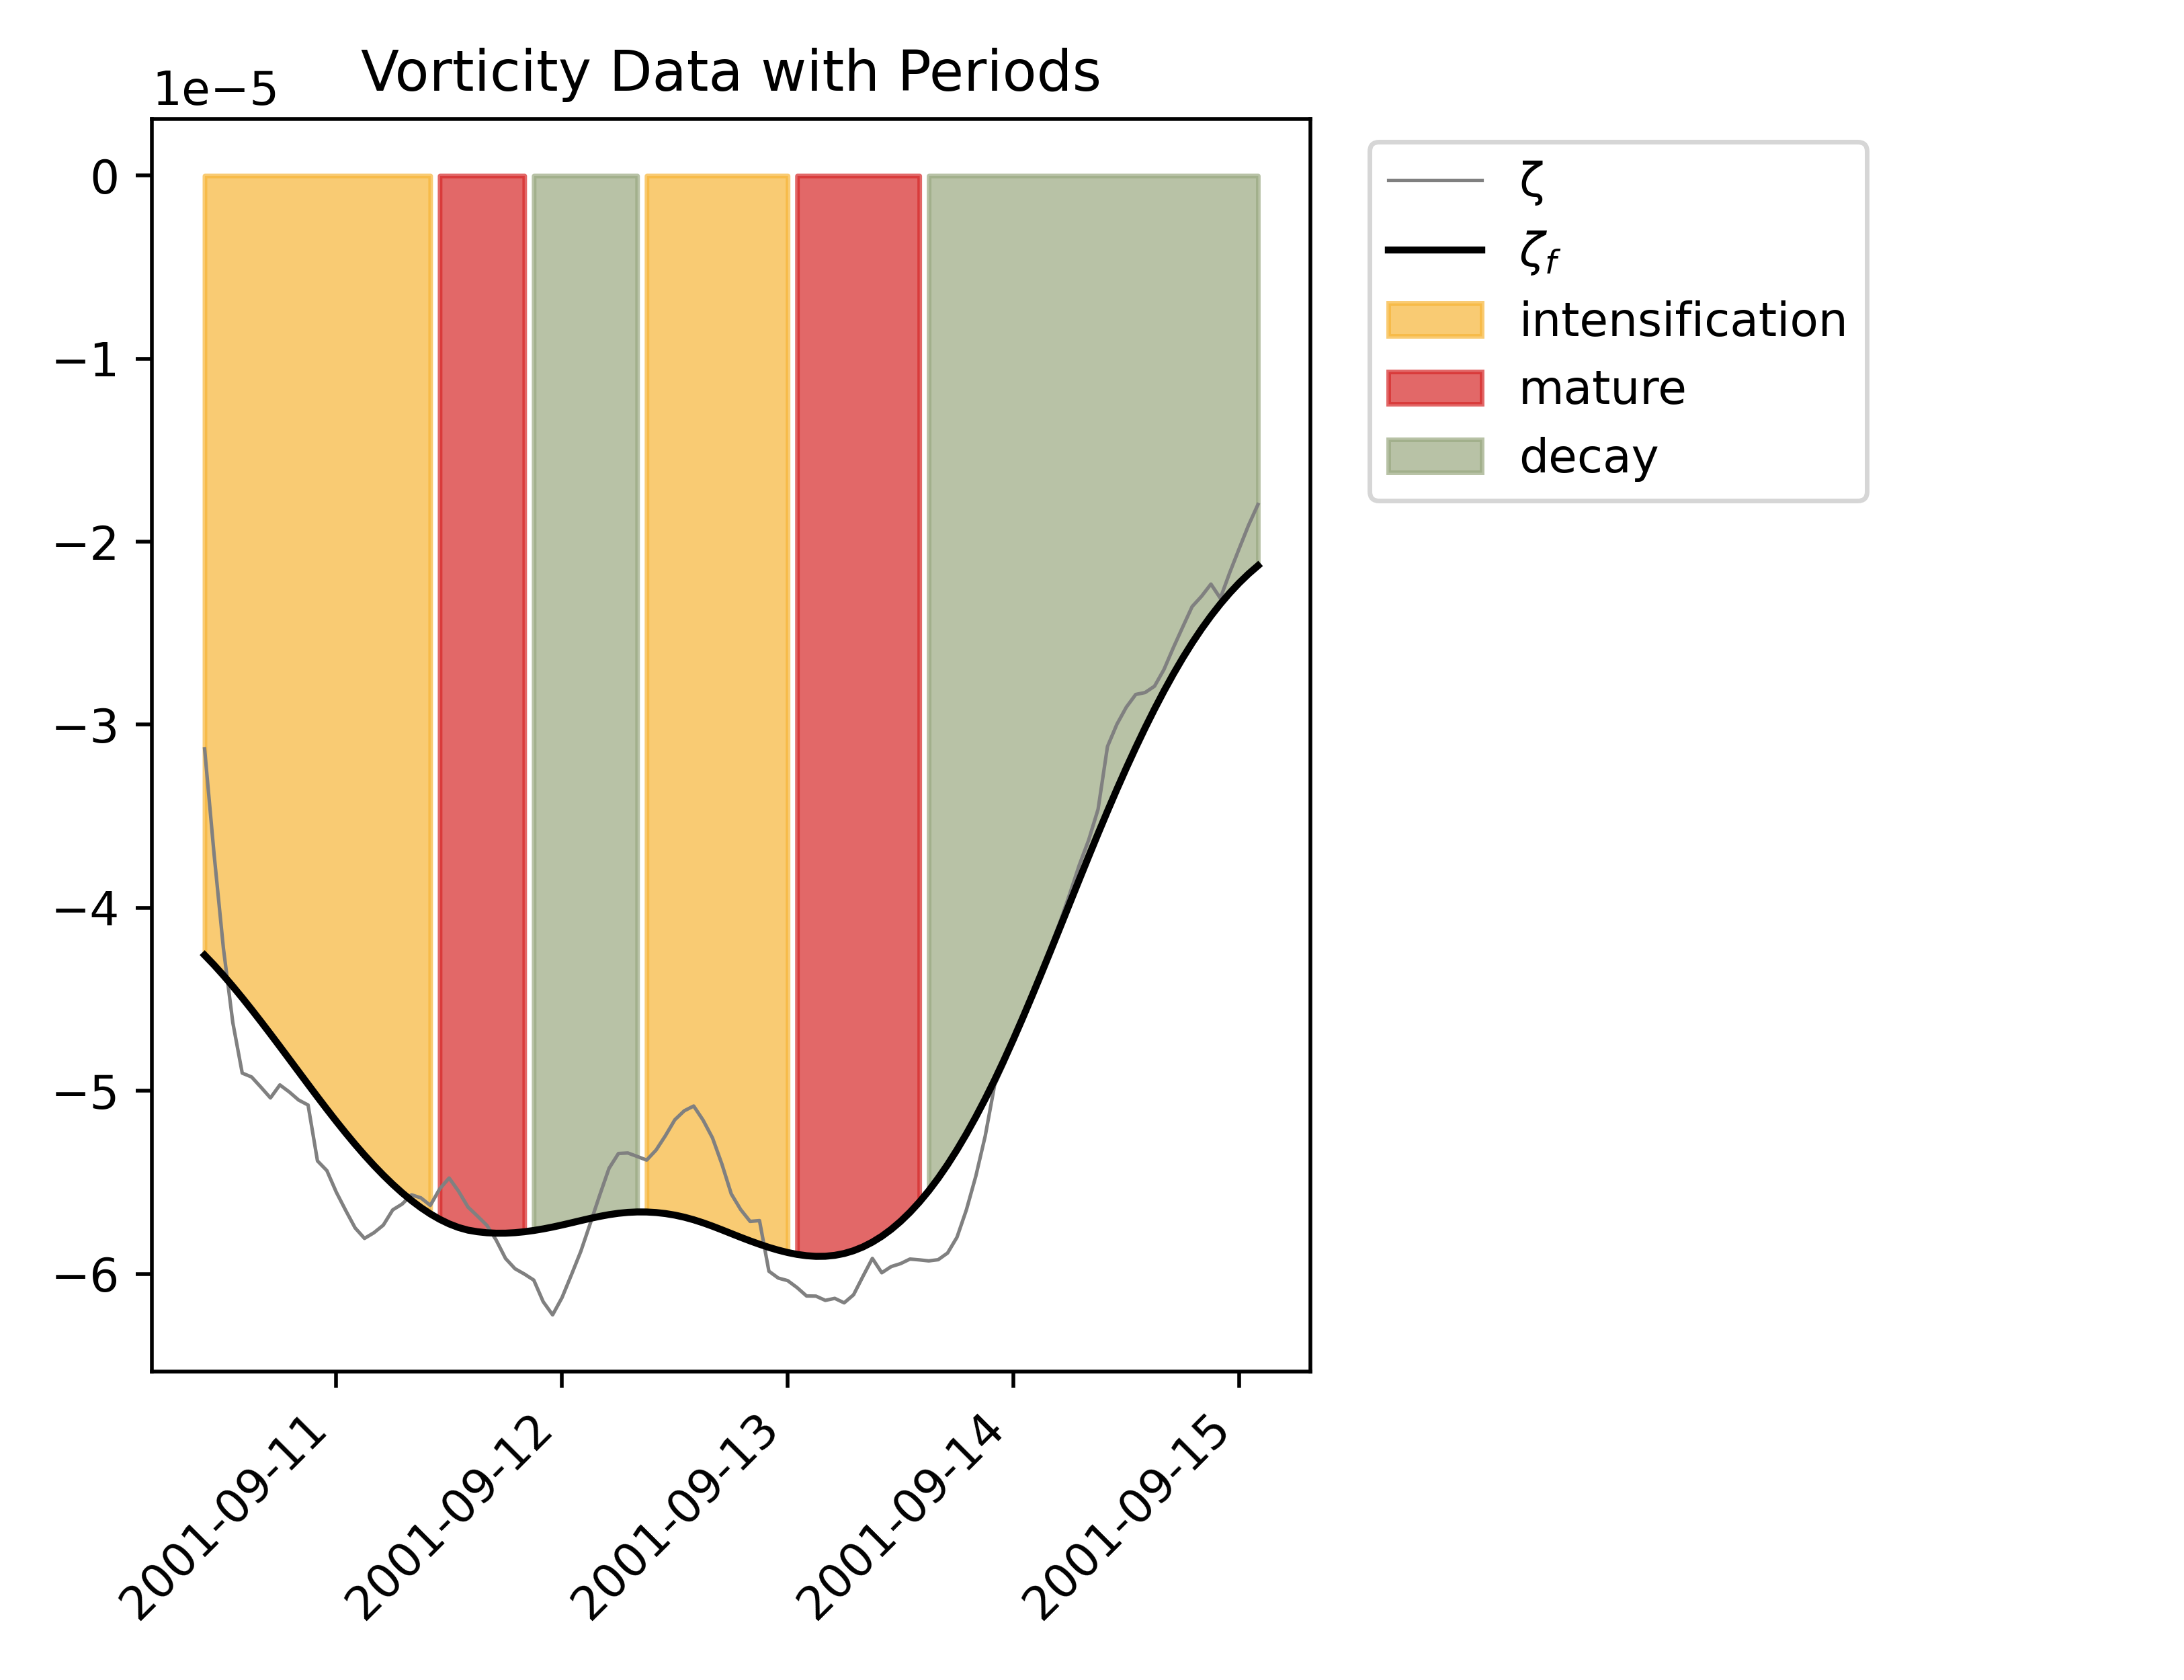 Vorticity Data with Periods
1e−5
0
−1
−2
−3
−4
−5
−6
2001-09-11
2001-09-12
2001-09-13
2001-09-14
2001-09-15
ζ
ζf
intensification
mature
decay